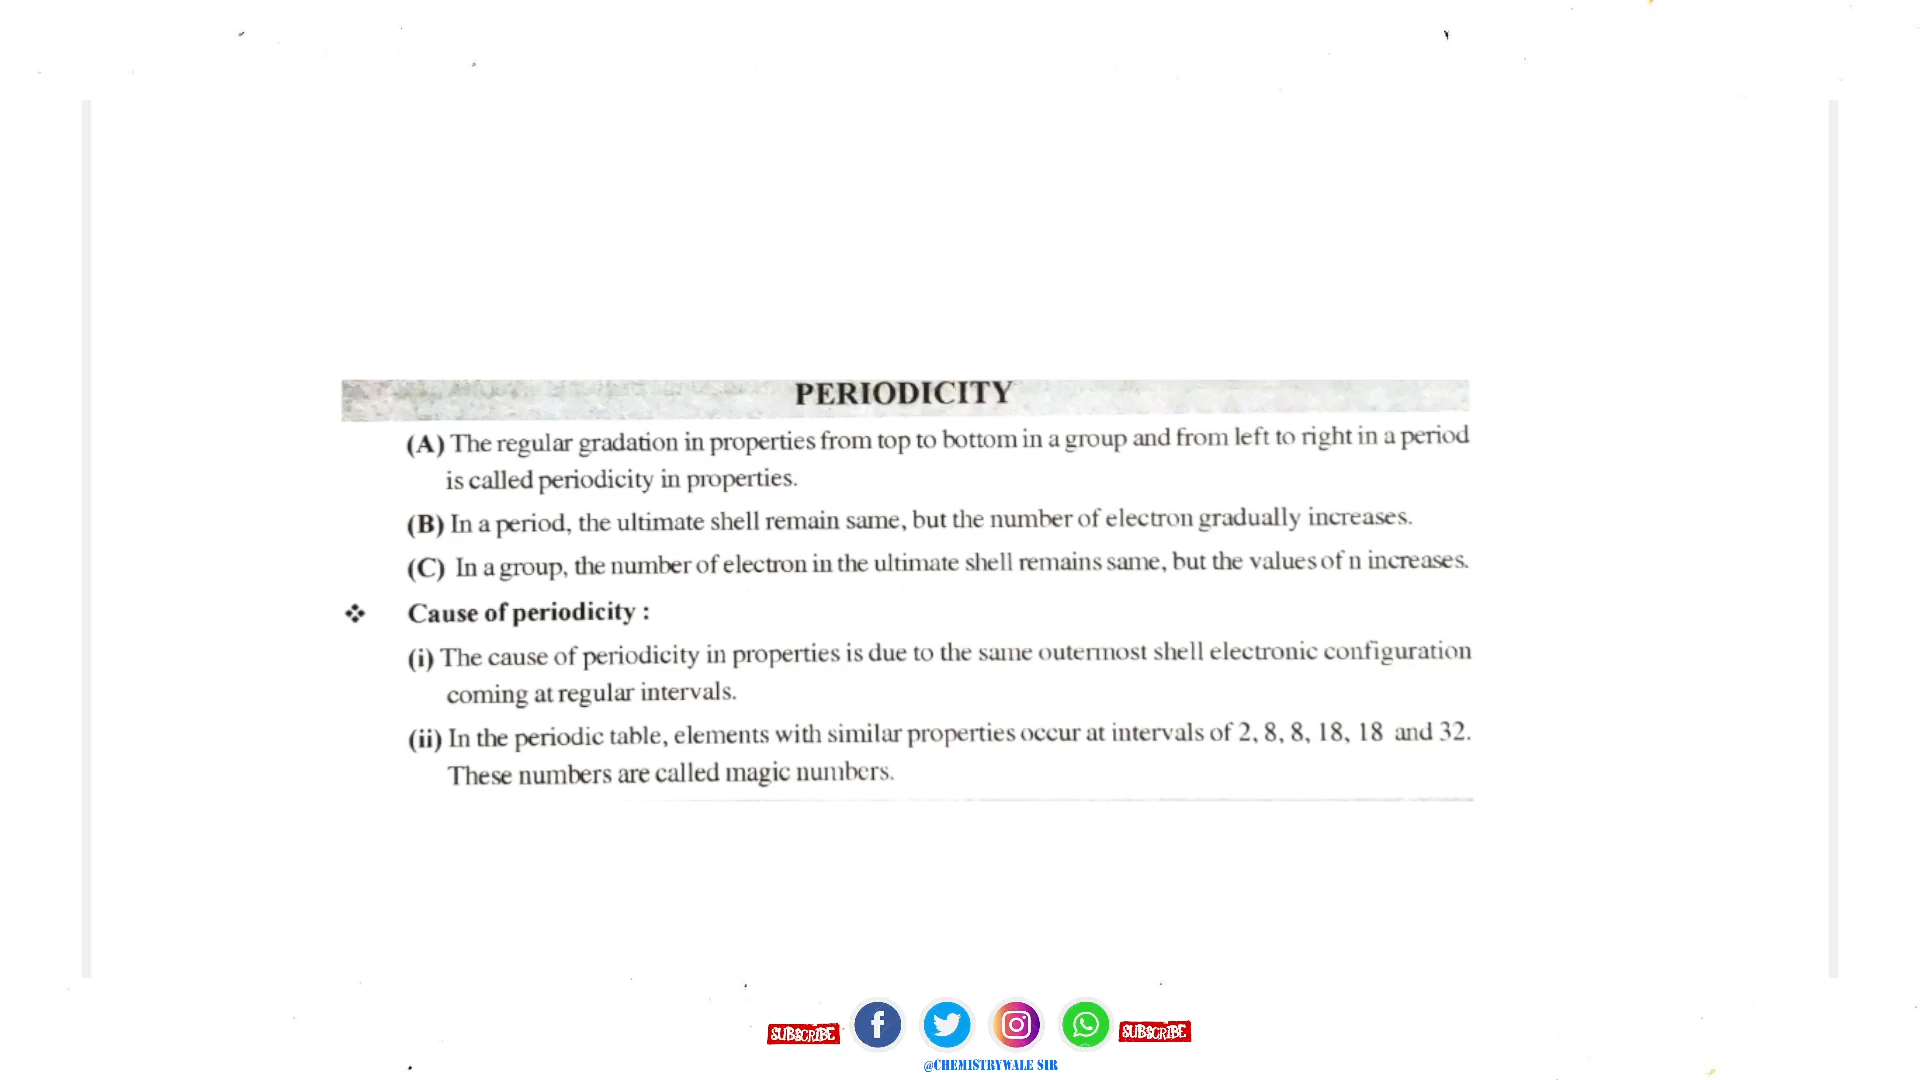 PERIODICITY
(A) The regular gradation in properties from top to bottom in a group and from left to right in a period
is called periodicity in properties.
(B) In a period, the ultimate shell remain same, but the number of electron gradually increases.
(C) In a group, the number of electron in the ultimate shell remains same, but the values of n increases.
❖ Cause of periodicity :
(i) The cause of periodicity in properties is due to the same outermost shell electronic configuration
coming at regular intervals.
(ii) In the periodic table, elements with similar properties occur at intervals of 2, 8, 8, 18, 18 and 32.
These numbers are called magic numbers.
SUBSCRIBE SUBSCRIBE
@CHEMISTRYWALE SIR